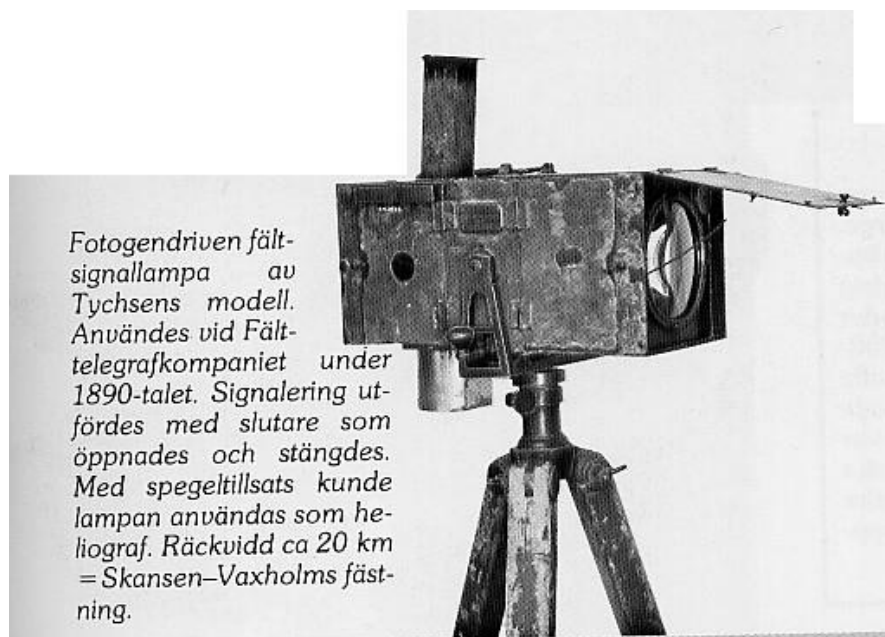 Fotogendriven fält-
signallampa av
Tychsens modell.
Användes vid Fält-
telegrafkompaniet under
1890-talet. Signalering ut-
fördes med slutare som
öppnades och stängdes.
Med spegeltillsats kunde
lampan användas som he-
liograf. Räckvidd ca 20 km
=Skansen–Vaxholms fäst-
ning.